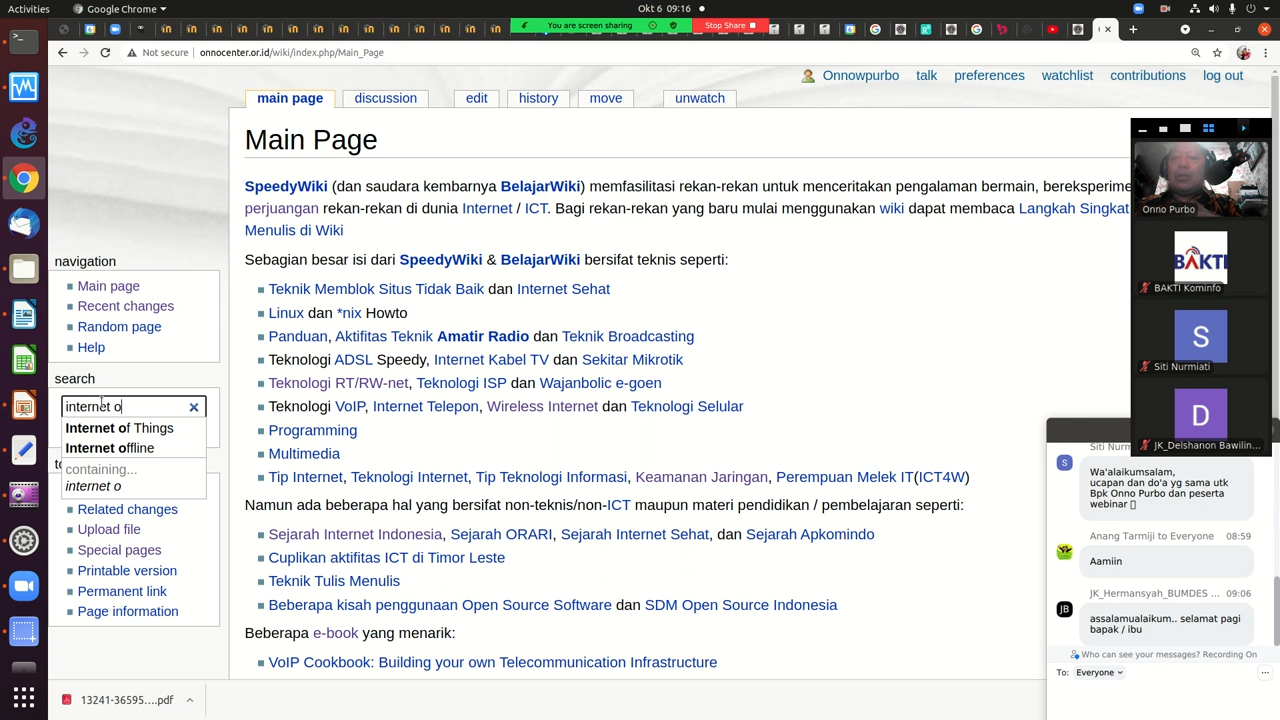 Activities
Google Chrome
Okt 6 09:16
You are screen sharing
Stop Share
Not secure
onnocenter.or.id/wiki/index.php/Main_Page
Onnowpurbo
talk
preferences
watchlist
contributions
log out
main page
discussion
edit
history
move
unwatch
Main Page
SpeedyWiki (dan saudara kembarnya BelajarWiki) memfasilitasi rekan-rekan untuk menceritakan pengalaman bermain, bereksperime
perjuangan rekan-rekan di dunia Internet / ICT. Bagi rekan-rekan yang baru mulai menggunakan wiki dapat membaca Langkah Singkat
Menulis di Wiki
Sebagian besar isi dari SpeedyWiki & BelajarWiki bersifat teknis seperti:
Teknik Memblok Situs Tidak Baik dan Internet Sehat
Linux dan *nix Howto
Panduan, Aktifitas Teknik Amatir Radio dan Teknik Broadcasting
Teknologi ADSL Speedy, Internet Kabel TV dan Sekitar Mikrotik
Teknologi RT/RW-net, Teknologi ISP dan Wajanbolic e-goen
Teknologi VoIP, Internet Telepon, Wireless Internet dan Teknologi Selular
Programming
Multimedia
Tip Internet, Teknologi Internet, Tip Teknologi Informasi, Keamanan Jaringan, Perempuan Melek IT(ICT4W)
Namun ada beberapa hal yang bersifat non-teknis/non-ICT maupun materi pendidikan / pembelajaran seperti:
Sejarah Internet Indonesia, Sejarah ORARI, Sejarah Internet Sehat, dan Sejarah Apkomindo
Cuplikan aktifitas ICT di Timor Leste
Teknik Tulis Menulis
Beberapa kisah penggunaan Open Source Software dan SDM Open Source Indonesia
Beberapa e-book yang menarik:
VoIP Cookbook: Building your own Telecommunication Infrastructure
navigation
Main page
Recent changes
Random page
Help
search
internet o
Internet of Things
Internet offline
containing...
internet o
Related changes
Upload file
Special pages
Printable version
Permanent link
Page information
13241-36595....pdf
Onno Purbo
BAKTI
BAKTI Kominfo
S
Siti Nurmiati
D
JK_Delshanon Bawilin...
S
Wa'alaikumsalam,
ucapan dan do'a yg sama utk
Bpk Onno Purbo dan peserta
webinar
Anang Tarmiji to Everyone 08:59
Aamiin
JK_Hermansyah_BUMDES ... 09:06
JB
assalamualaikum.. selamat pagi
bapak / ibu
Who can see your messages? Recording On
To: Everyone